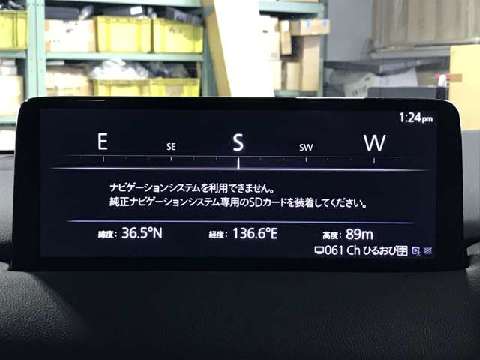 1:24pm
E SE S SW W
ナビゲーションシステムを利用できません。
純正ナビゲーションシステム専用のSDカードを装着してください。
緯度: 36.5°N 経度: 136.6°E 高度: 89m
061 Ch ひるおび🈑